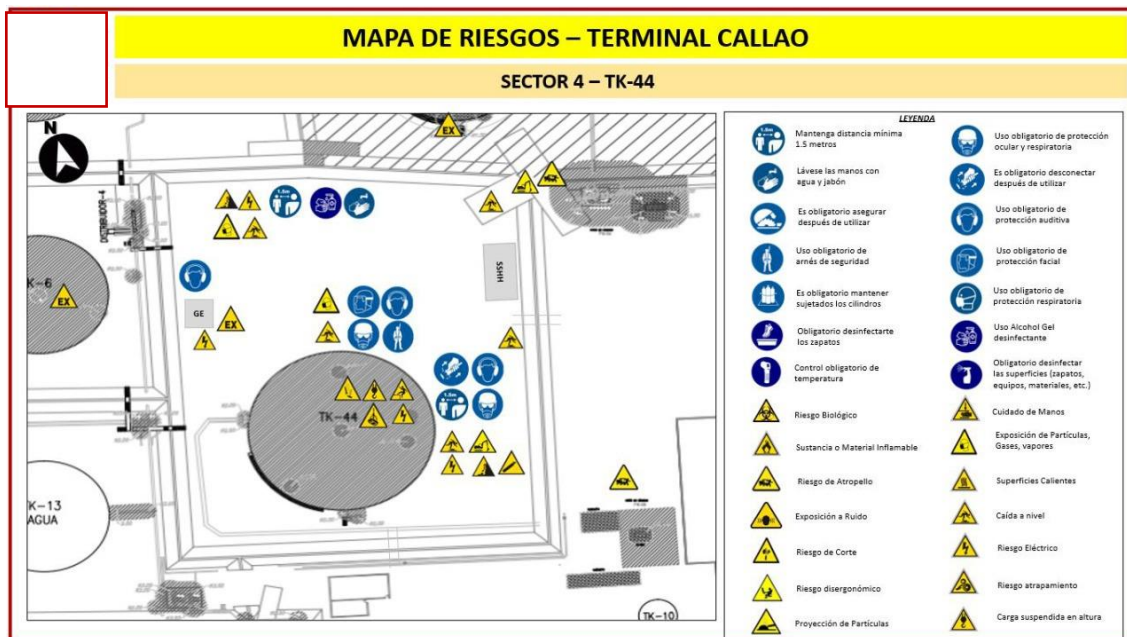 MAPA DE RIESGOS – TERMINAL CALLAO
SECTOR 4 – TK-44
N
EX
DISTRIBUIDOR-4
1.5m
K-6
EX
GE
EX
SSHH
TK-44
1.5m
K-13
AGUA
TK-10
LEYENDA
1.5m
Mantenga distancia mínima
1.5 metros
Lávese las manos con
agua y jabón
Es obligatorio asegurar
después de utilizar
Uso obligatorio de
arnés de seguridad
Es obligatorio mantener
sujetados los cilindros
Obligatorio desinfectarte
los zapatos
Control obligatorio de
temperatura
Riesgo Biológico
Sustancia o Material Inflamable
Riesgo de Atropello
Exposición a Ruido
Riesgo de Corte
Riesgo disergonómico
Proyección de Partículas
Uso obligatorio de protección
ocular y respiratoria
Es obligatorio desconectar
después de utilizar
Uso obligatorio de
protección auditiva
Uso obligatorio de
protección facial
Uso obligatorio de
protección respiratoria
Uso Alcohol Gel
desinfectante
Obligatorio desinfectar
las superficies (zapatos,
equipos, materiales, etc.)
Cuidado de Manos
Exposición de Partículas,
Gases, vapores
Superficies Calientes
Caída a nivel
Riesgo Eléctrico
Riesgo atrapamiento
Carga suspendida en altura